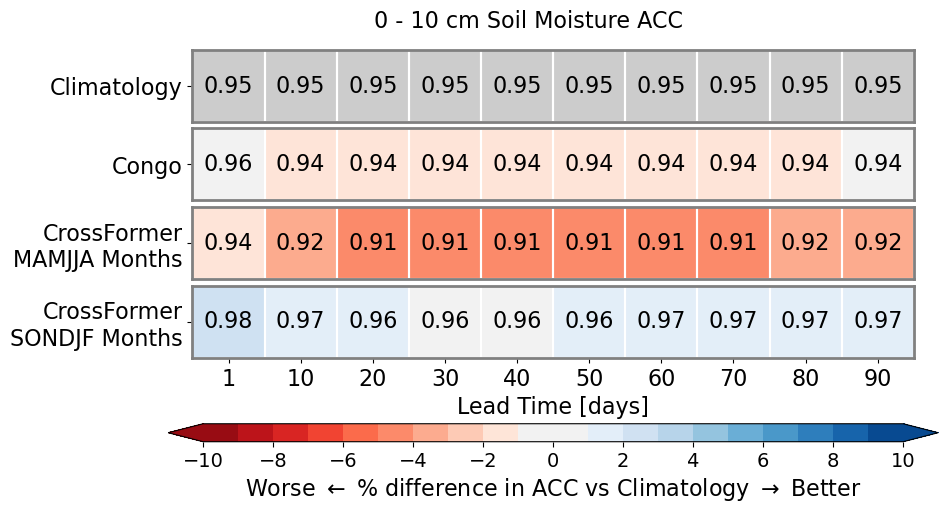 0 - 10 cm Soil Moisture ACC
Climatology 0.95 0.95 0.95 0.95 0.95 0.95 0.95 0.95 0.95 0.95
Congo 0.96 0.94 0.94 0.94 0.94 0.94 0.94 0.94 0.94 0.94
CrossFormer
MAMJJA Months 0.94 0.92 0.91 0.91 0.91 0.91 0.91 0.91 0.92 0.92
CrossFormer
SONDJF Months 0.98 0.97 0.96 0.96 0.96 0.96 0.97 0.97 0.97 0.97
1 10 20 30 40 50 60 70 80 90
Lead Time [days]
−10 −8 −6 −4 −2 0 2 4 6 8 10
Worse ← % difference in ACC vs Climatology → Better